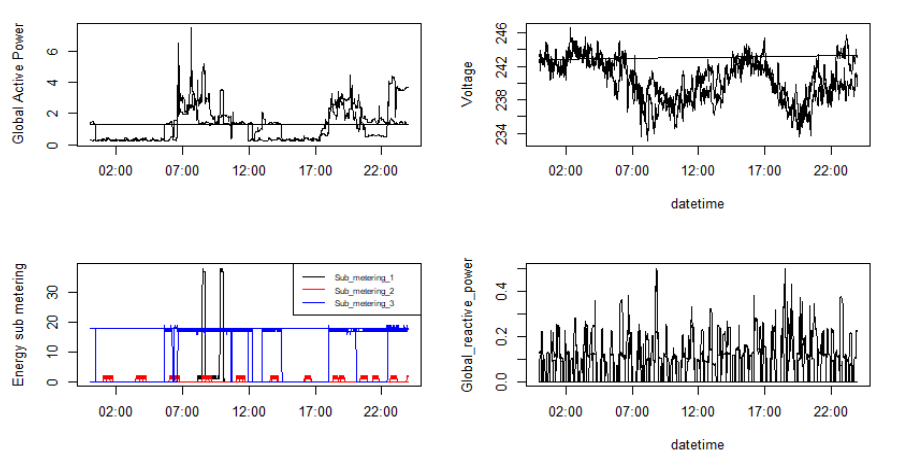 Global Active Power
0 2 4 6
02:00 07:00 12:00 17:00 22:00
Voltage
234 238 242 246
02:00 07:00 12:00 17:00 22:00
datetime
Energy sub metering
0 10 20 30
Sub_metering_1
Sub_metering_2
Sub_metering_3
02:00 07:00 12:00 17:00 22:00
Global_reactive_power
0.0 0.2 0.4
02:00 07:00 12:00 17:00 22:00
datetime